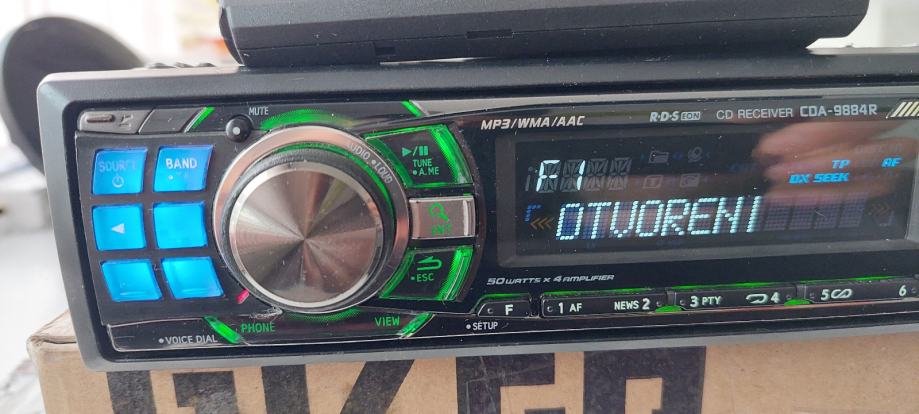 MUTE
MP3/WMA/AAC
R·D·S EON
CD RECEIVER CDA-9884R
SOURCE
BAND
AUDIO • LOUD
TUNE
• A.ME
TP AF
DX SEEK
F1
ENT
OTVORENI
• ESC
50WATTS × 4 AMPLIFIER
F
1 AF
NEWS 2
3 PTY
4
5
6
PHONE
VIEW
• SETUP
• VOICE DIAL